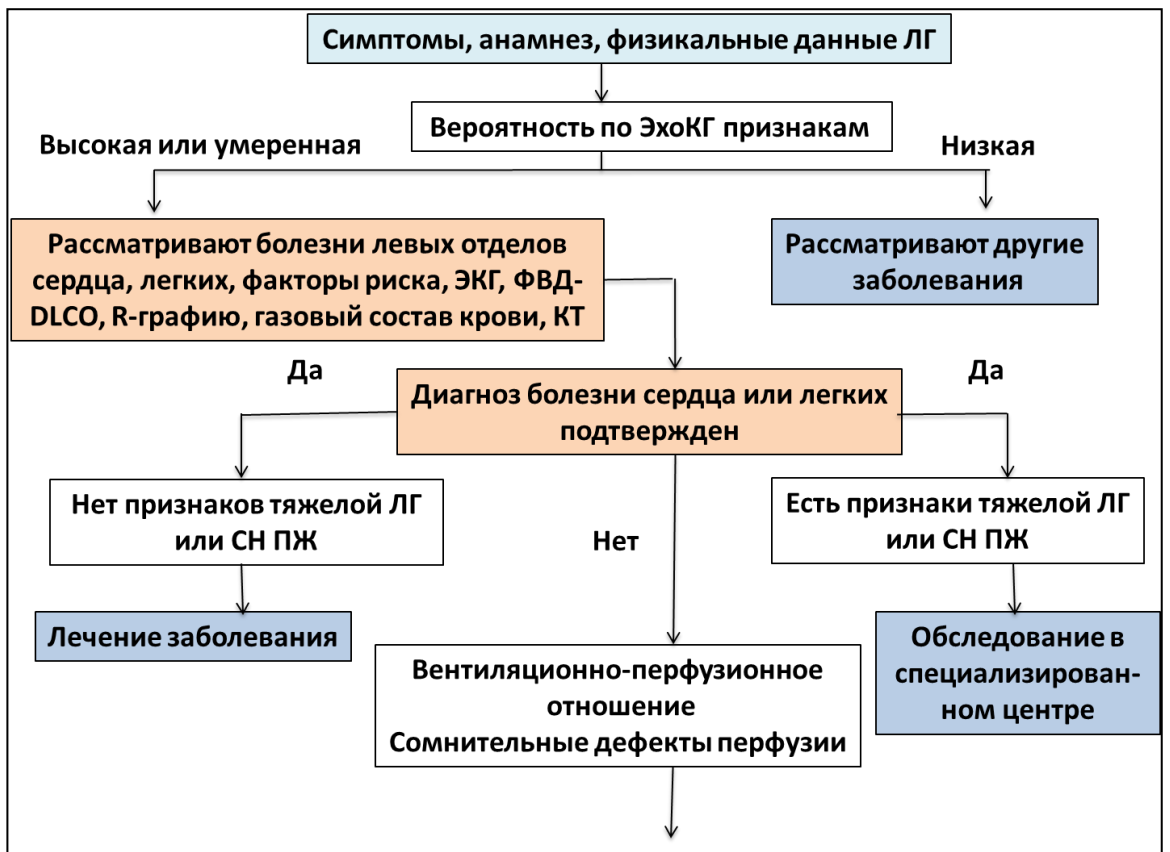 Симптомы, анамнез, физикальные данные ЛГ
Вероятность по ЭхоКГ признакам
Высокая или умеренная
Низкая
Рассматривают болезни левых отделов
сердца, легких, факторы риска, ЭКГ, ФВД-
DLCO, R-графию, газовый состав крови, КТ
Рассматривают другие
заболевания
Да
Диагноз болезни сердца или легких
подтвержден
Да
Нет признаков тяжелой ЛГ
или СН ПЖ
Нет
Есть признаки тяжелой ЛГ
или СН ПЖ
Лечение заболевания
Вентиляционно-перфузионное
отношение
Сомнительные дефекты перфузии
Обследование в
специализирован-
ном центре